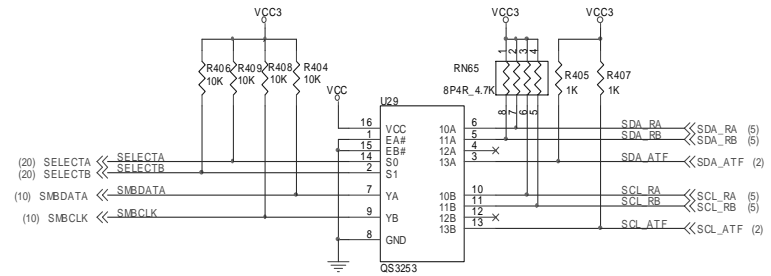 VCC3
VCC3
VCC3
R406
10K
R409
10K
R408
10K
R404
10K
RN65
8P4R_4.7K
1
2
3
4
8
7
6
5
R405
1K
R407
1K
VCC
U29
16 VCC
1 EA#
15 EB#
14 S0
2 S1
7 YA
9 YB
8 GND
10A 6
11A 5
12A 4
13A 3
10B 10
11B 11
12B 12
13B 13
QS3253
(20) SELECTA SELECTA
(20) SELECTB SELECTB
(10) SMBDATA SMBDATA
(10) SMBCLK SMBCLK
SDA_RA SDA_RA (5)
SDA_RB SDA_RB (5)
SDA_ATF SDA_ATF (2)
SCL_RA SCL_RA (5)
SCL_RB SCL_RB (5)
SCL_ATF SCL_ATF (2)